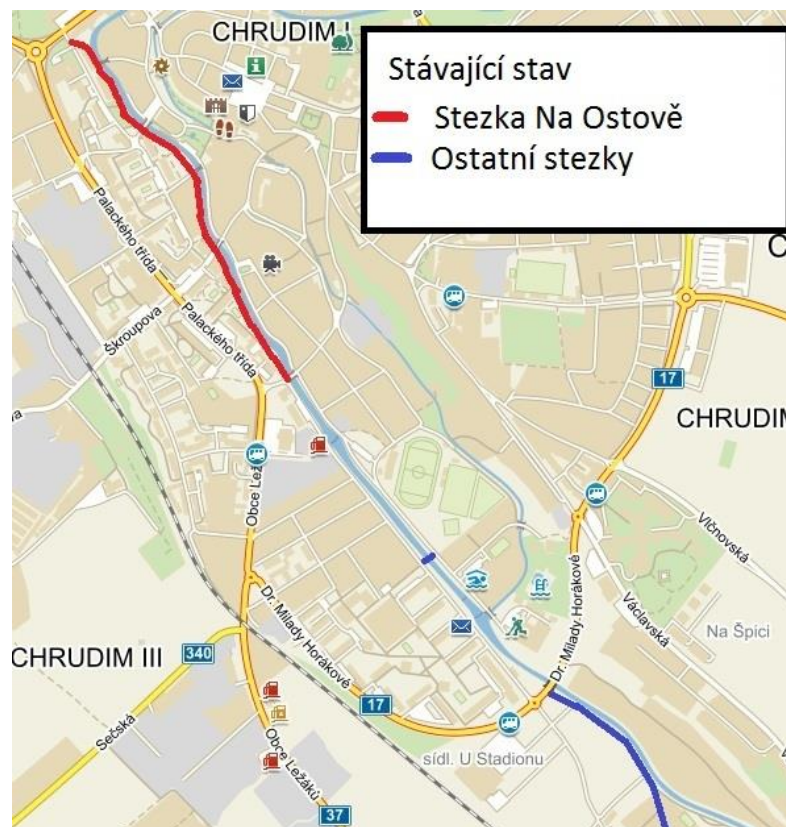 CHRUDIM I
Stávající stav
Stezka Na Ostově
Ostatní stezky
Palackého třída
Škroupova
Palackého třída
17
CHRUDIM
Obce Lež
Vlčnovská
Dr. Milady Horákové
Václavská
Na Špici
Dr. Milady Horákové
CHRUDIM III
340
17
Sečská
sídl. U Stadionu
Obce Ležáků
37